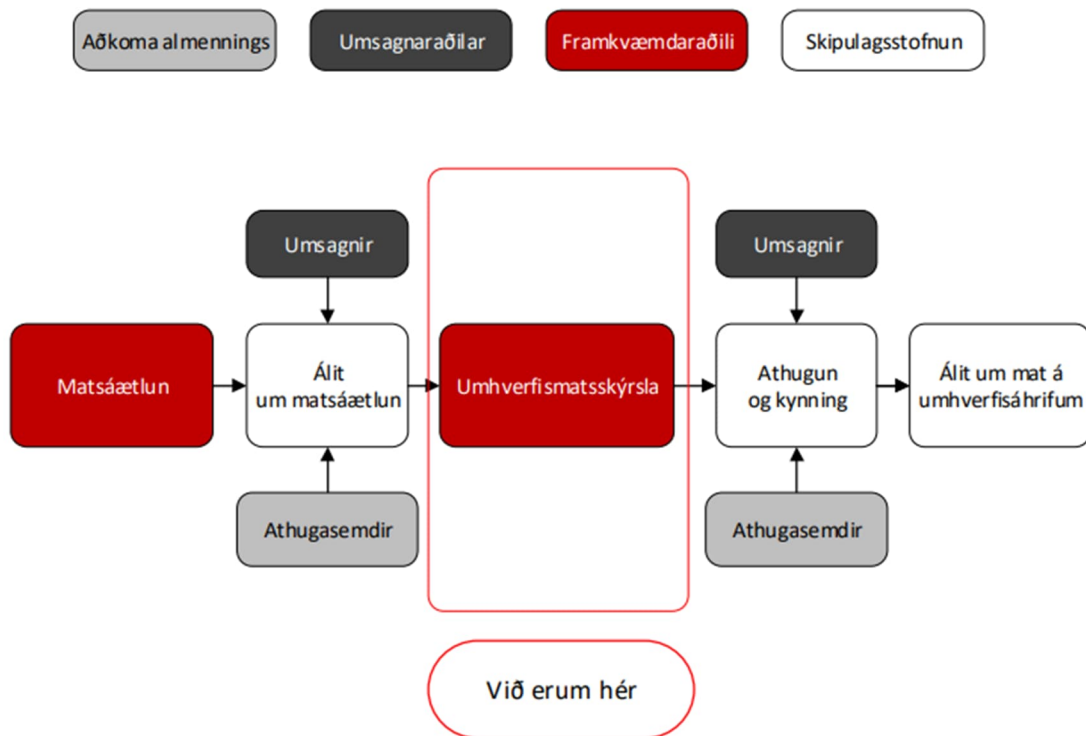 Aðkoma almennings
Umsagnaraðilar
Framkvæmdaraðili
Skipulagsstofnun
Umsagnir
Umsagnir
Matsáætlun
Álit
um matsáætlun
Umhverfismatsskýrsla
Athugun
og kynning
Álit um mat á
umhverfisáhrifum
Athugasemdir
Athugasemdir
Við erum hér